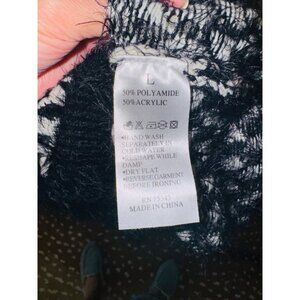 L
50% POLYAMIDE
50% ACRYLIC
•HAND WASH
SEPARATELY IN
COLD WATER
•RESHAPE WHILE
DAMP
•DRY FLAT
•REVERSE GARMENT
BEFORE IRONING
MADE IN CHINA